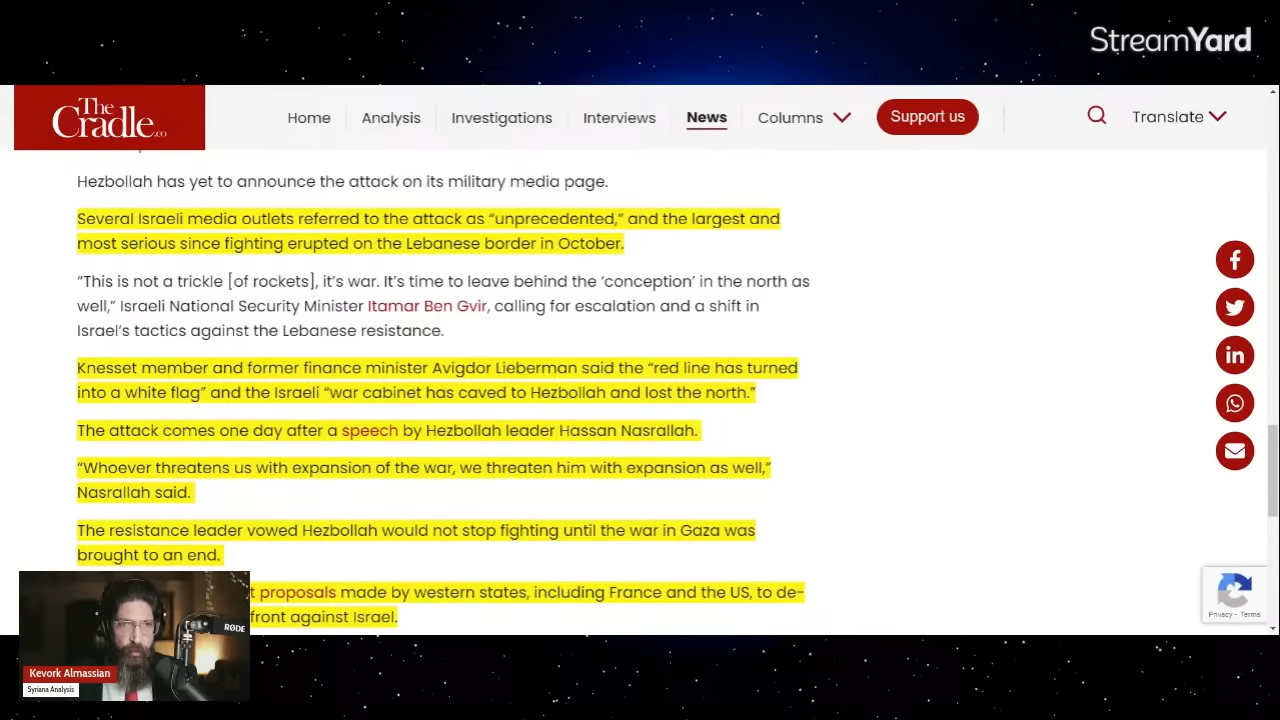 StreamYard
The
Cradle.co
Home
Analysis
Investigations
Interviews
News
Columns
Support us
Translate
Hezbollah has yet to announce the attack on its military media page.
Several Israeli media outlets referred to the attack as “unprecedented,” and the largest and
most serious since fighting erupted on the Lebanese border in October.
“This is not a trickle [of rockets], it’s war. It’s time to leave behind the ‘conception’ in the north as
well,” Israeli National Security Minister Itamar Ben Gvir, calling for escalation and a shift in
Israel’s tactics against the Lebanese resistance.
Knesset member and former finance minister Avigdor Lieberman said the “red line has turned
into a white flag” and the Israeli “war cabinet has caved to Hezbollah and lost the north.”
The attack comes one day after a speech by Hezbollah leader Hassan Nasrallah.
“Whoever threatens us with expansion of the war, we threaten him with expansion as well,”
Nasrallah said.
The resistance leader vowed Hezbollah would not stop fighting until the war in Gaza was
brought to an end.
proposals made by western states, including France and the US, to de-
front against Israel.
Privacy - Terms
RØDE
Kevork Almassian
Syriana Analysis